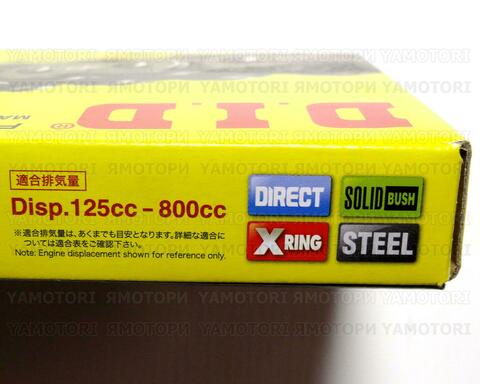 D.I.D
適合排気量
Disp.125cc-800cc
※適合排気量は、あくまでも目安となります。詳細な適合に
ついては適合表をご確認下さい。
Note: Engine displacement shown for reference only.
DIRECT
SOLID BUSH
X RING
STEEL
YAMOTORI ЯМОТОРИ YAMOTORI ЯМОТОРИ YAMOTORI